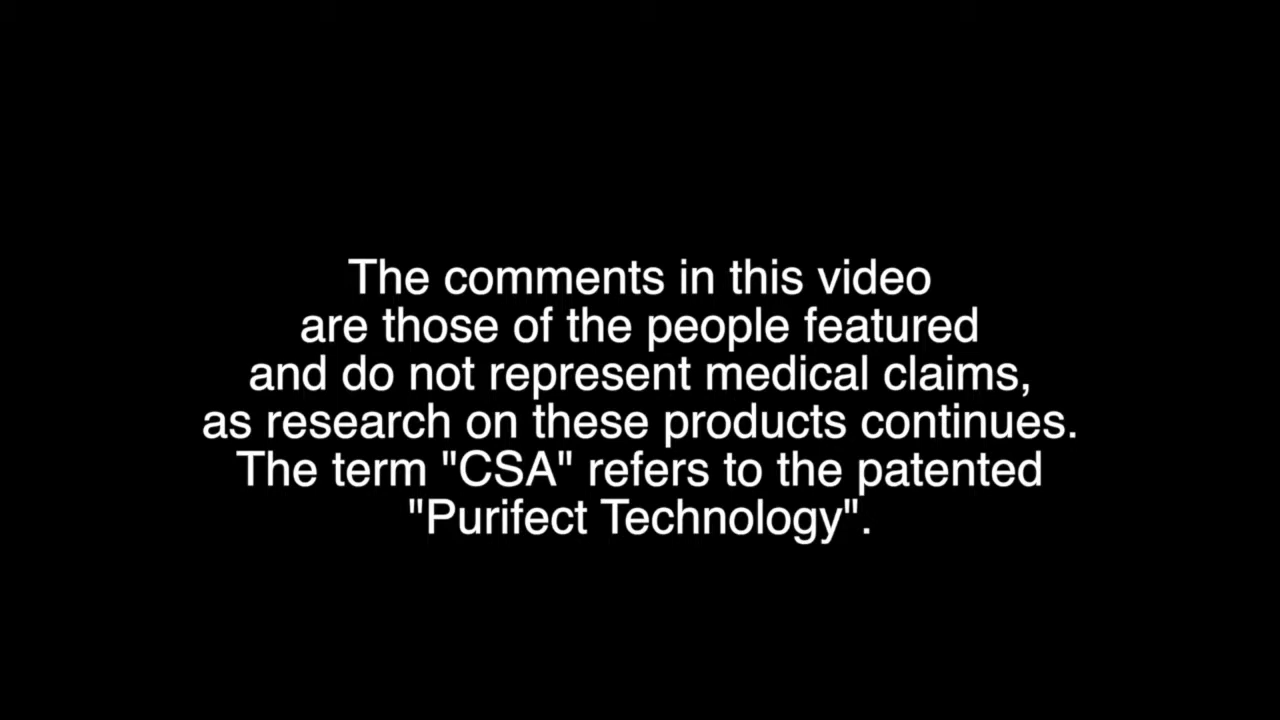 The comments in this video
are those of the people featured
and do not represent medical claims,
as research on these products continues.
The term "CSA" refers to the patented
"Purifect Technology".